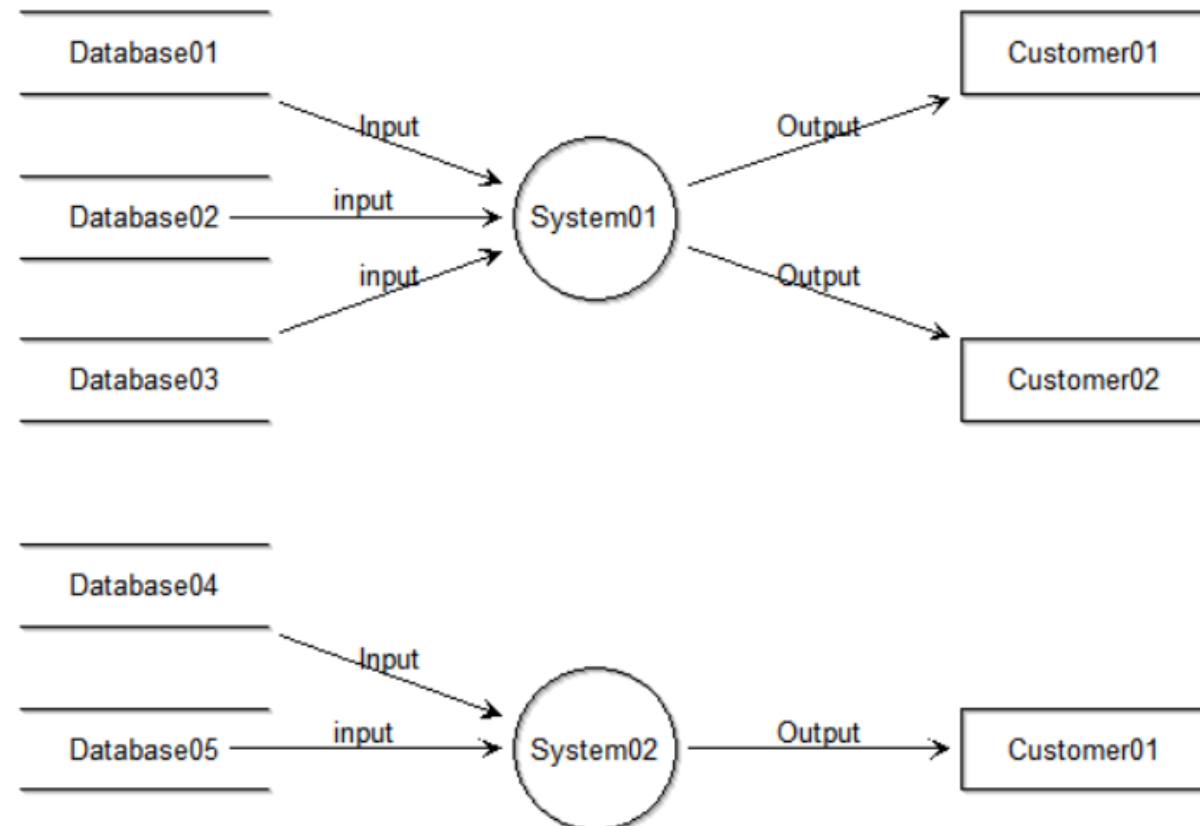 Database01
Customer01
Input
Output
Database02
input
System01
input
Output
Database03
Customer02
Database04
Input
Database05
input
System02
Output
Customer01